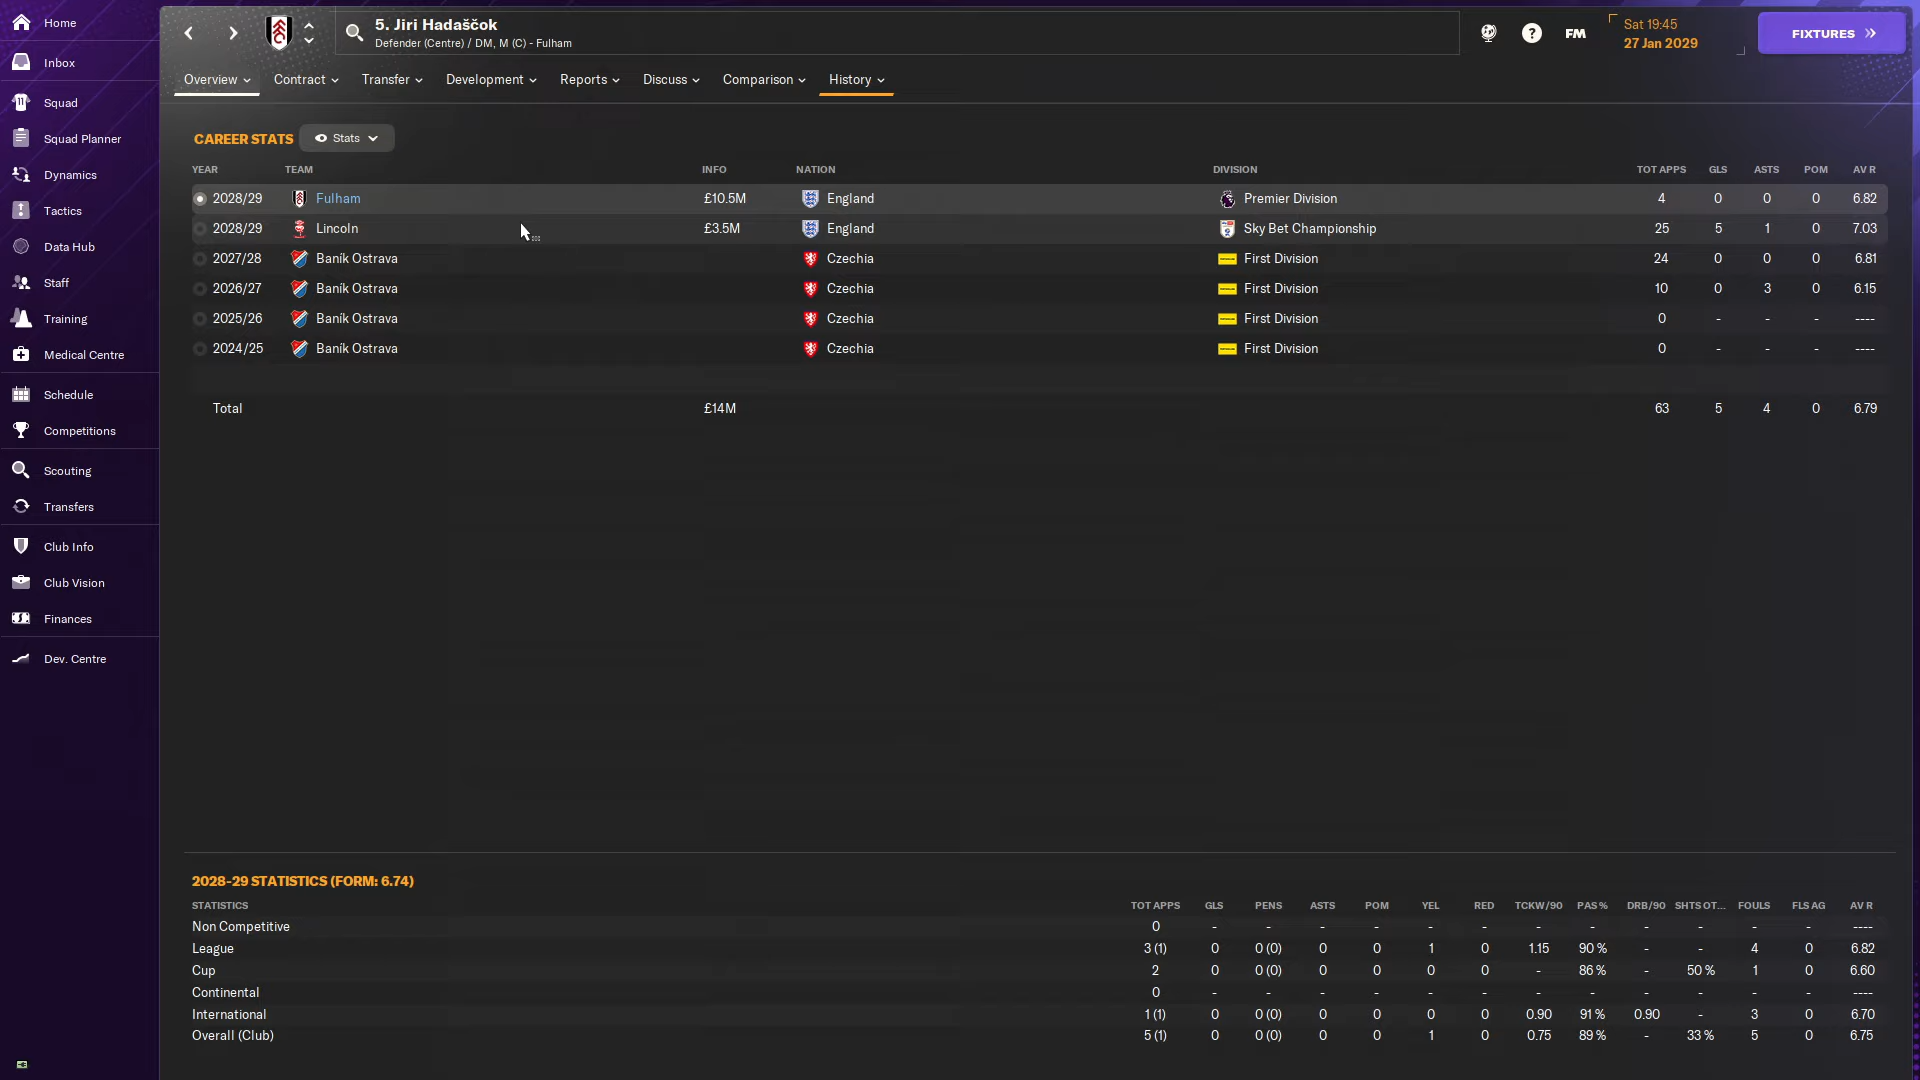 Home
Inbox
Squad
Squad Planner
Dynamics
Tactics
Data Hub
Staff
Training
Medical Centre
Schedule
Competitions
Scouting
Transfers
Club Info
Club Vision
Finances
Dev. Centre
5. Jiri Hadaščok
Defender (Centre) / DM, M (C) - Fulham
FM
Sat 19:45
27 Jan 2029
FIXTURES
Overview Contract Transfer Development Reports Discuss Comparison History
CAREER STATS Stats
YEAR TEAM INFO NATION DIVISION TOT APPS GLS ASTS POM AV R
2028/29 Fulham £10.5M England Premier Division 4 0 0 0 6.82
2028/29 Lincoln £3.5M England Sky Bet Championship 25 5 1 0 7.03
2027/28 Baník Ostrava Czechia First Division 24 0 0 0 6.81
2026/27 Baník Ostrava Czechia First Division 10 0 3 0 6.15
2025/26 Baník Ostrava Czechia First Division 0 - - - ----
2024/25 Baník Ostrava Czechia First Division 0 - - - ----
Total £14M 63 5 4 0 6.79
2028-29 STATISTICS (FORM: 6.74)
STATISTICS TOT APPS GLS PENS ASTS POM YEL RED TCKW/90 PAS % DRB/90 SHTS OT... FOULS FLS AG AV R
Non Competitive 0 - - - - - - - - - - - - ----
League 3 (1) 0 0 (0) 0 0 1 0 1.15 90 % - - 4 0 6.82
Cup 2 0 0 (0) 0 0 0 0 - 86 % - 50 % 1 0 6.60
Continental 0 - - - - - - - - - - - - ----
International 1 (1) 0 0 (0) 0 0 0 0 0.90 91 % 0.90 - 3 0 6.70
Overall (Club) 5 (1) 0 0 (0) 0 0 1 0 0.75 89 % - 33 % 5 0 6.75